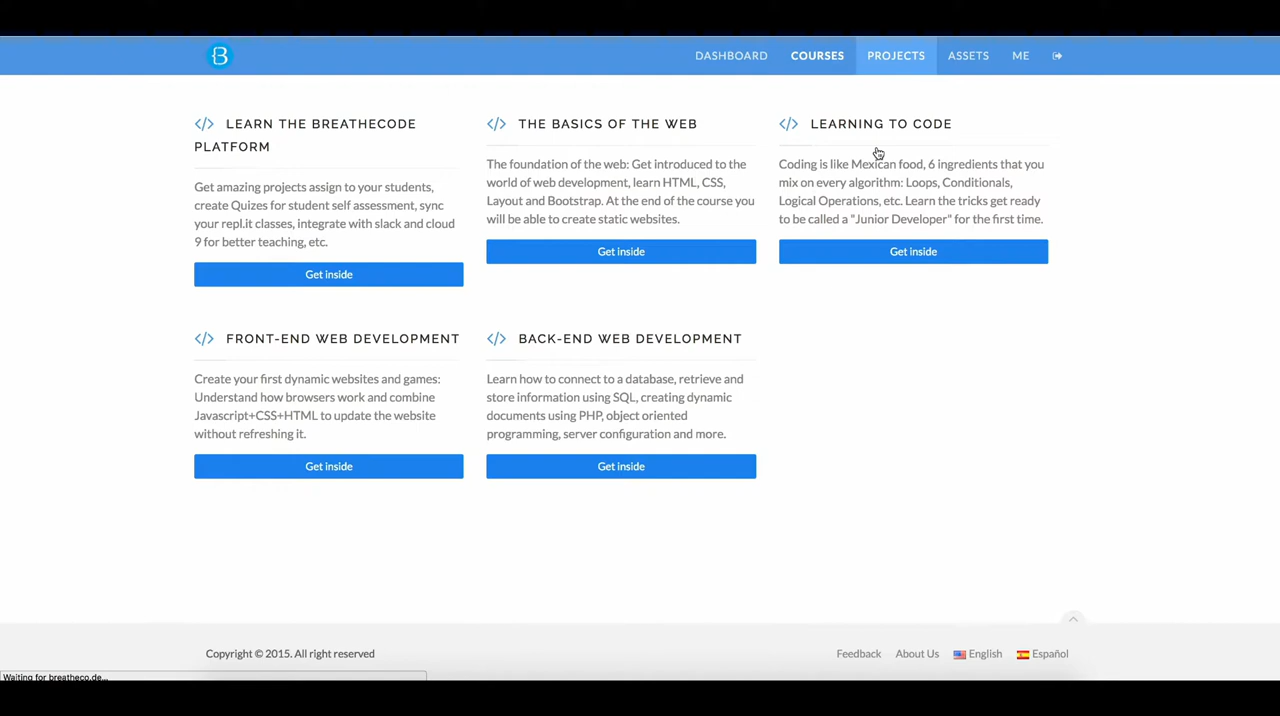 B
DASHBOARD
COURSES
PROJECTS
ASSETS
ME
</> LEARN THE BREATHECODE
PLATFORM
Get amazing projects assign to your students,
create Quizes for student self assessment, sync
your repl.it classes, integrate with slack and cloud
9 for better teaching, etc.
Get inside
</> THE BASICS OF THE WEB
The foundation of the web: Get introduced to the
world of web development, learn HTML, CSS,
Layout and Bootstrap. At the end of the course you
will be able to create static websites.
Get inside
</> LEARNING TO CODE
Coding is like Mexican food, 6 ingredients that you
mix on every algorithm: Loops, Conditionals,
Logical Operations, etc. Learn the tricks get ready
to be called a "Junior Developer" for the first time.
Get inside
</> FRONT-END WEB DEVELOPMENT
Create your first dynamic websites and games:
Understand how browsers work and combine
Javascript+CSS+HTML to update the website
without refreshing it.
Get inside
</> BACK-END WEB DEVELOPMENT
Learn how to connect to a database, retrieve and
store information using SQL, creating dynamic
documents using PHP, object oriented
programming, server configuration and more.
Get inside
Copyright © 2015. All right reserved
Feedback
About Us
English
Español
Waiting for breatheco.de...